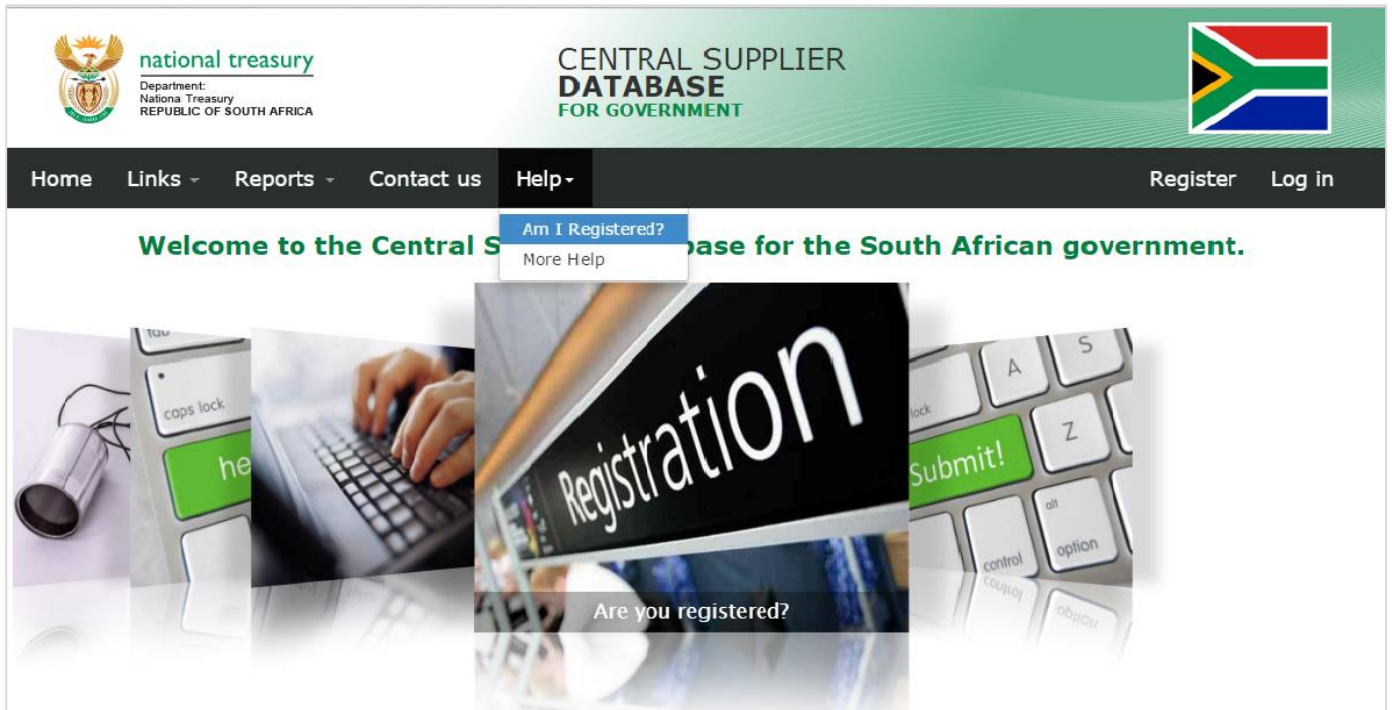 national treasury
Department:
Nationa Treasury
REPUBLIC OF SOUTH AFRICA
CENTRAL SUPPLIER
DATABASE
FOR GOVERNMENT
Home Links Reports Contact us Help Register Log in
Am I Registered?
More Help
Welcome to the Central S base for the South African government.
tab
caps lock
he
Registration
Are you registered?
lock
A
S
Z
Submit!
alt
option
control